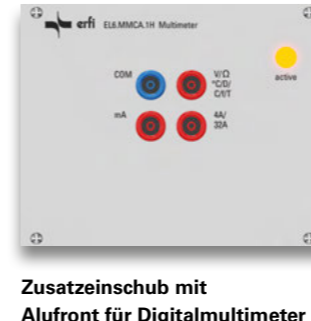 erfi EL6.MMCA.1H Multimeter
COM
V/Ω
°C/D/
C/f/T
active
mA
4A/
32A
Zusatzeinschub mit
Alufront für Digitalmultimeter